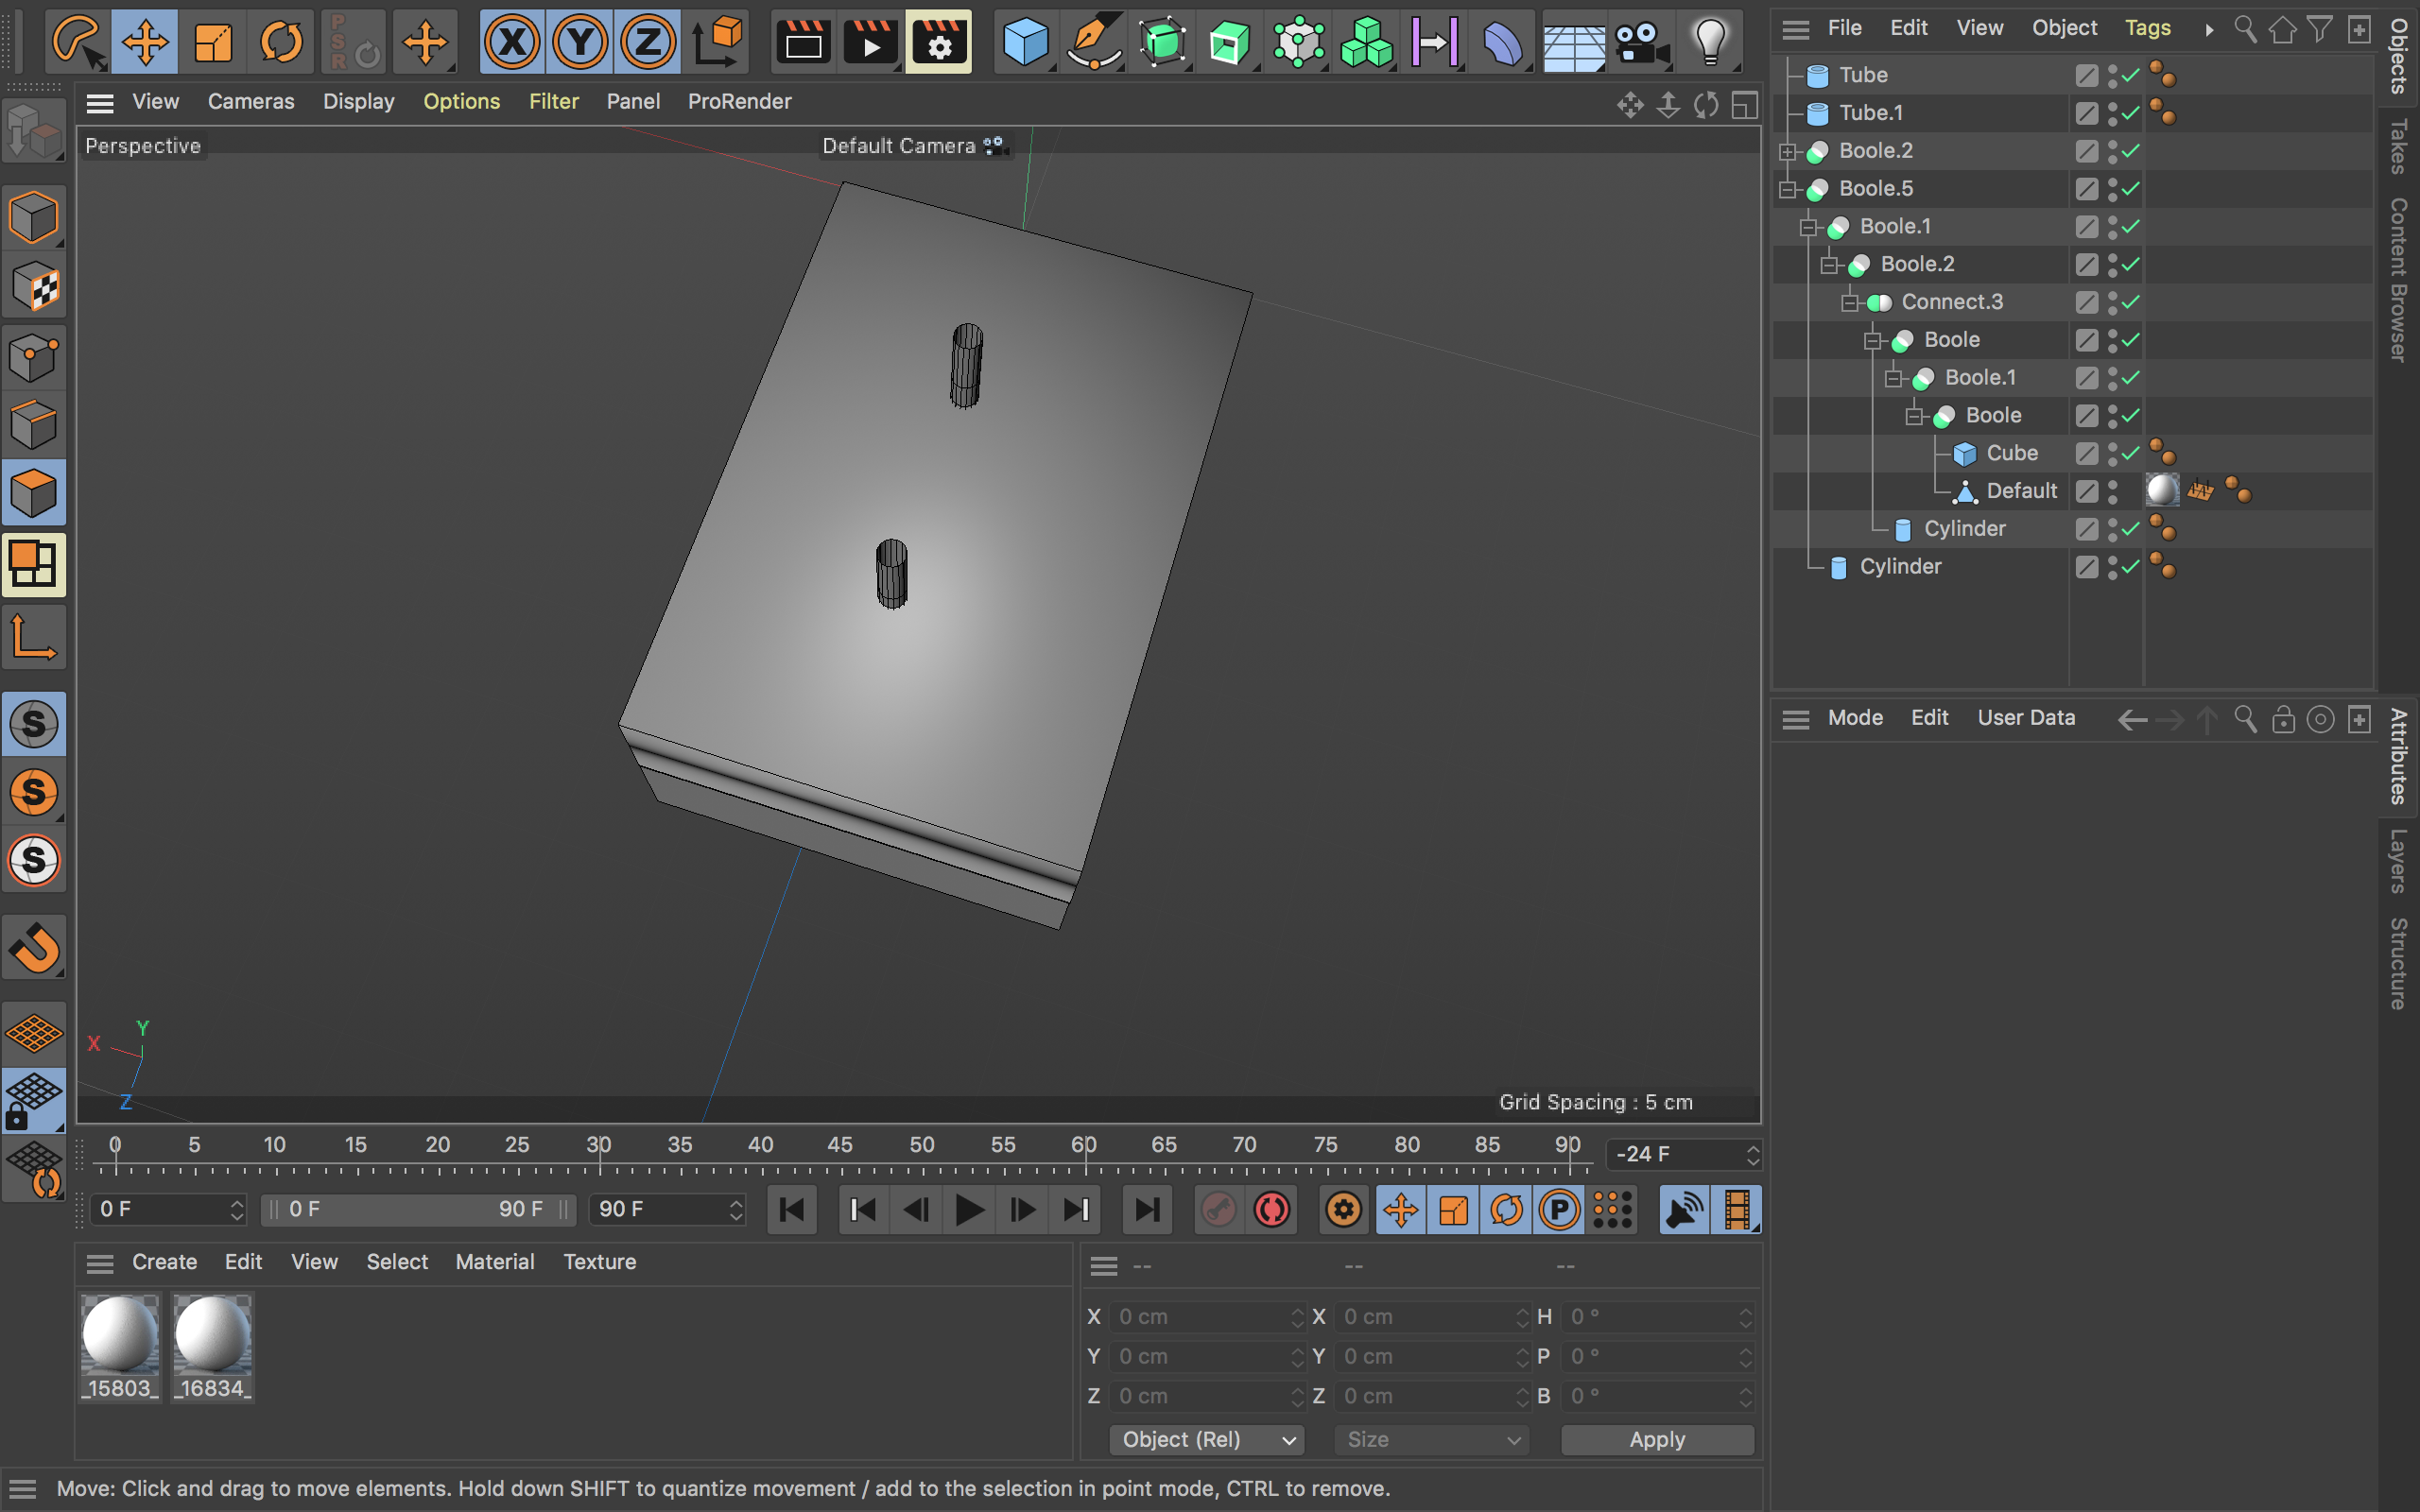 PSR
X Y Z
File Edit View Object Tags
Objects
Takes
Content Browser
View Cameras Display Options Filter Panel ProRender
Perspective
Default Camera
Tube
Tube.1
Boole.2
Boole.5
Boole.1
Boole.2
Connect.3
Boole
Boole.1
Boole
Cube
Default
Cylinder
Cylinder
S
S
S
Mode Edit User Data
Attributes
Layers
Structure
Y
X
Z
Grid Spacing : 5 cm
0 5 10 15 20 25 30 35 40 45 50 55 60 65 70 75 80 85 90
-24 F
0 F
0 F 90 F
90 F
P
Create Edit View Select Material Texture
_15803_ _16834_
-- -- --
X 0 cm X 0 cm H 0 °
Y 0 cm Y 0 cm P 0 °
Z 0 cm Z 0 cm B 0 °
Object (Rel) Size Apply
Move: Click and drag to move elements. Hold down SHIFT to quantize movement / add to the selection in point mode, CTRL to remove.